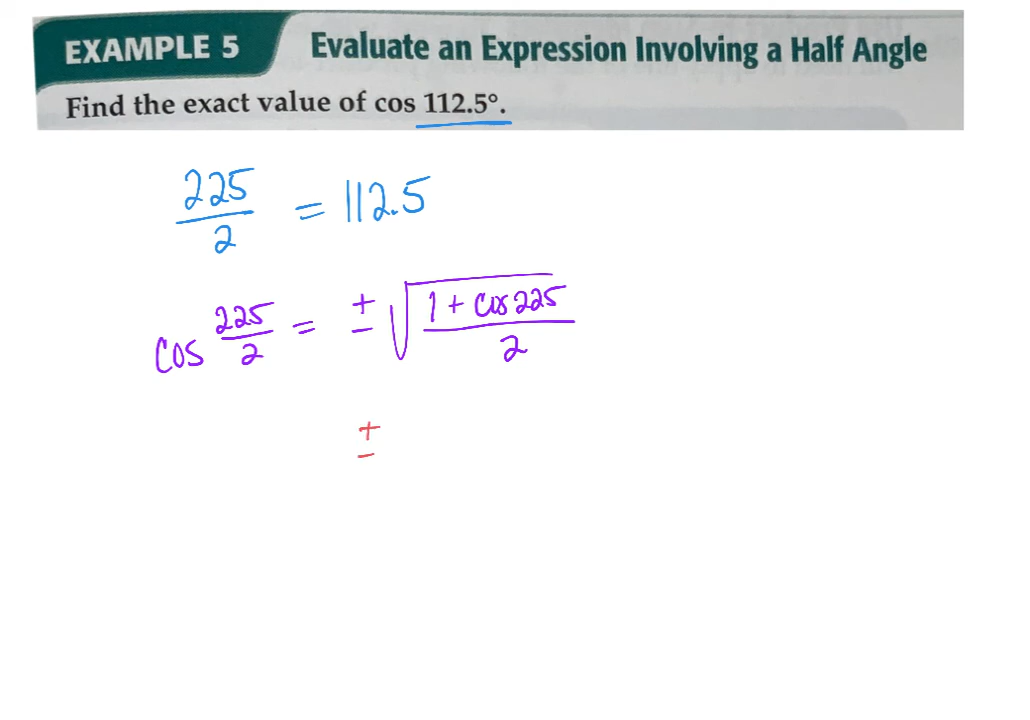 EXAMPLE 5 Evaluate an Expression Involving a Half Angle
Find the exact value of cos 112.5°.
225/2 = 112.5
cos 225/2 = ± √((1 + cos 225)/2)
±